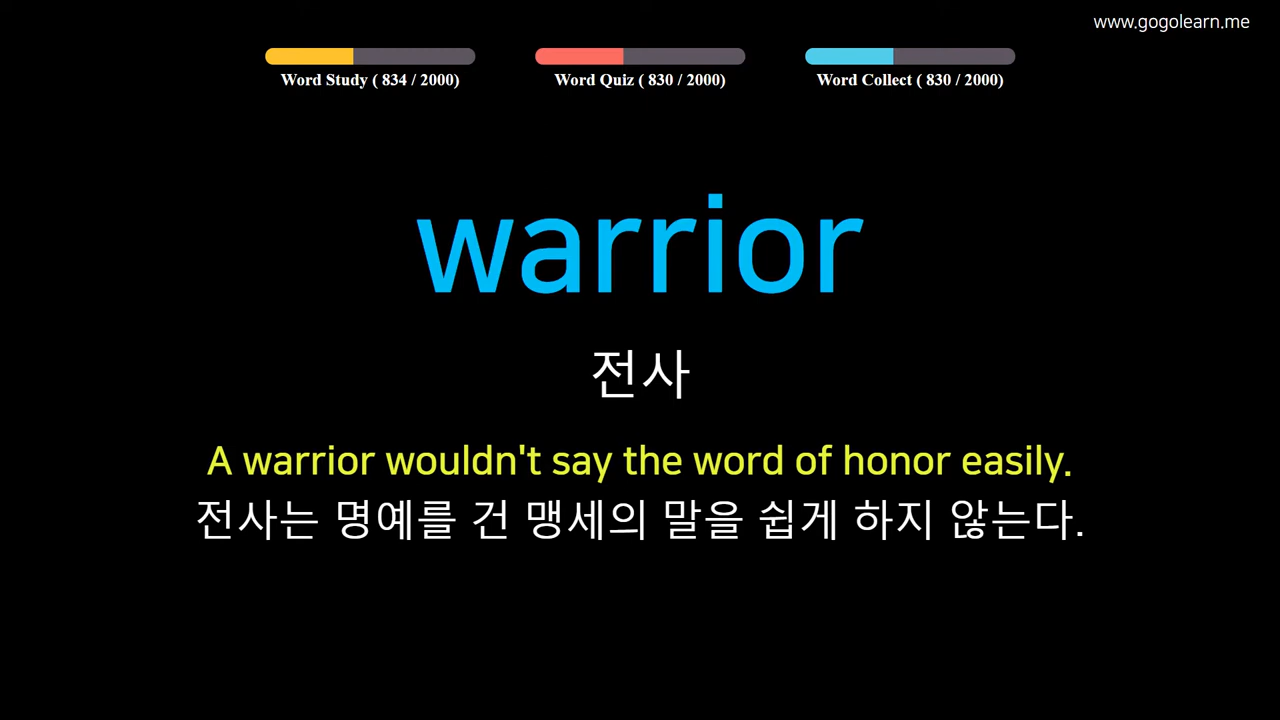 www.gogolearn.me
Word Study ( 834 / 2000)
Word Quiz ( 830 / 2000)
Word Collect ( 830 / 2000)
warrior
전사
A warrior wouldn't say the word of honor easily.
전사는 명예를 건 맹세의 말을 쉽게 하지 않는다.